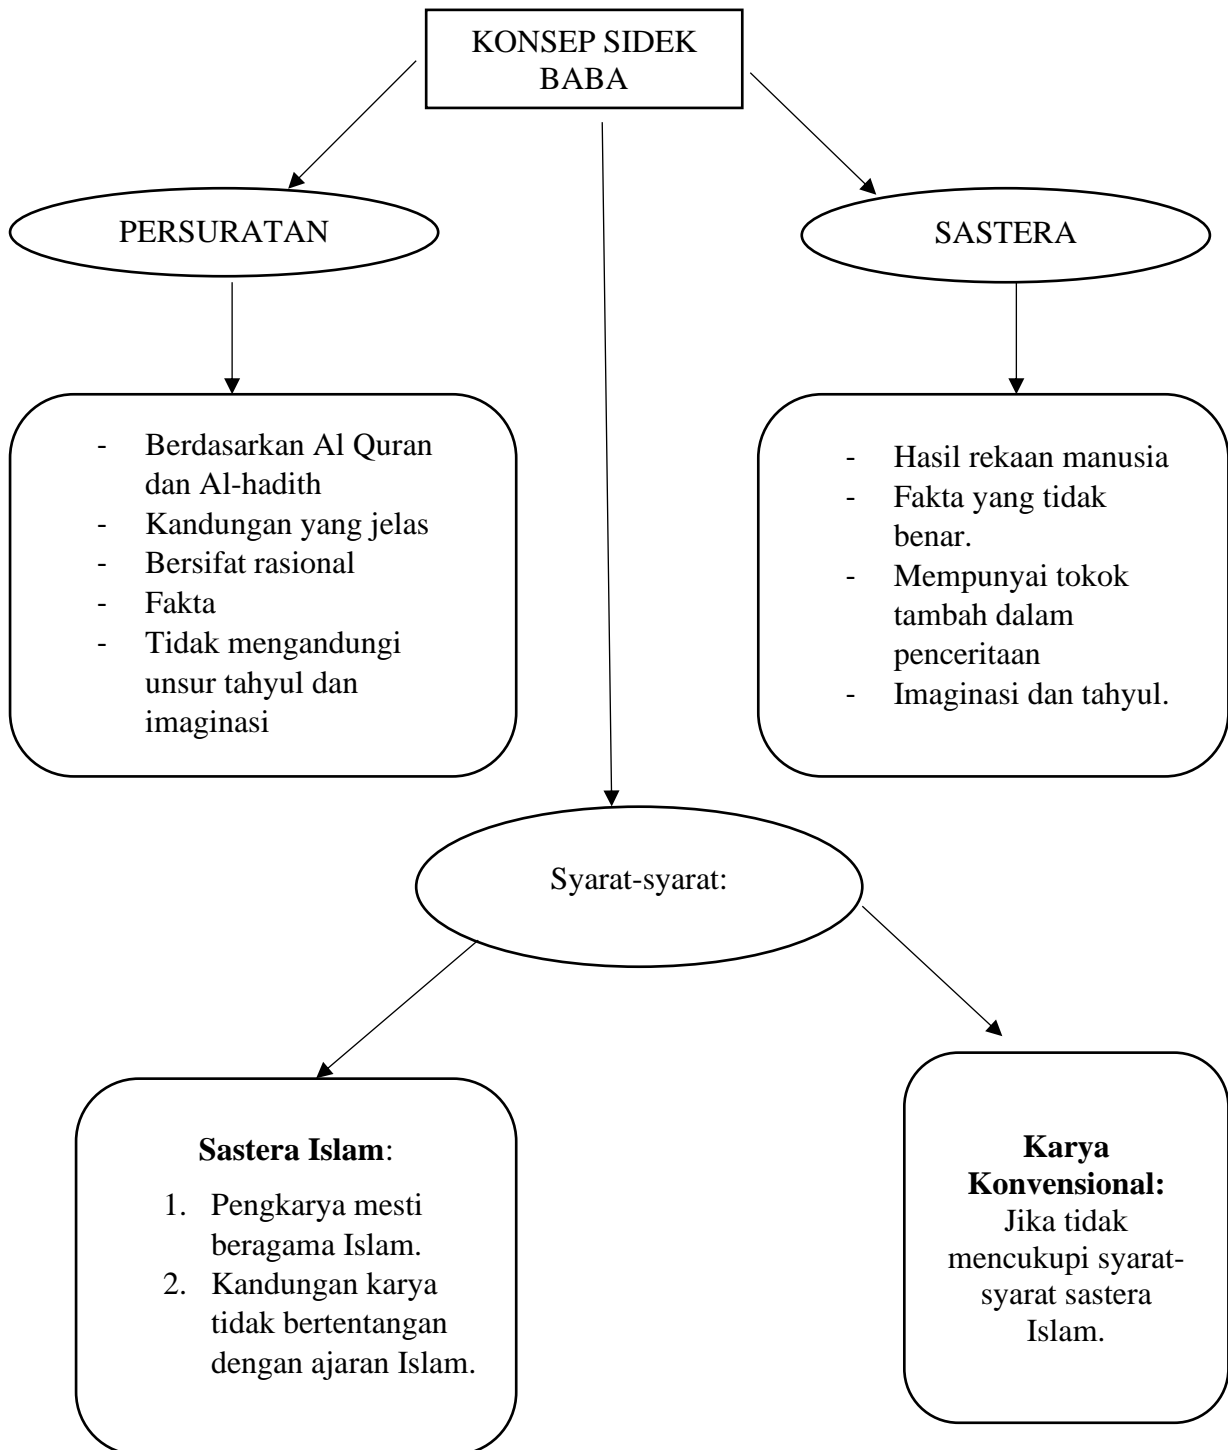 KONSEP SIDEK
BABA
PERSURATAN
SASTERA
- Berdasarkan Al Quran
dan Al-hadith
- Kandungan yang jelas
- Bersifat rasional
- Fakta
- Tidak mengandungi
unsur tahyul dan
imaginasi
- Hasil rekaan manusia
- Fakta yang tidak
benar.
- Mempunyai tokok
tambah dalam
penceritaan
- Imaginasi dan tahyul.
Syarat-syarat:
Sastera Islam:
1. Pengkarya mesti
beragama Islam.
2. Kandungan karya
tidak bertentangan
dengan ajaran Islam.
Karya
Konvensional:
Jika tidak
mencukupi syarat-
syarat sastera
Islam.